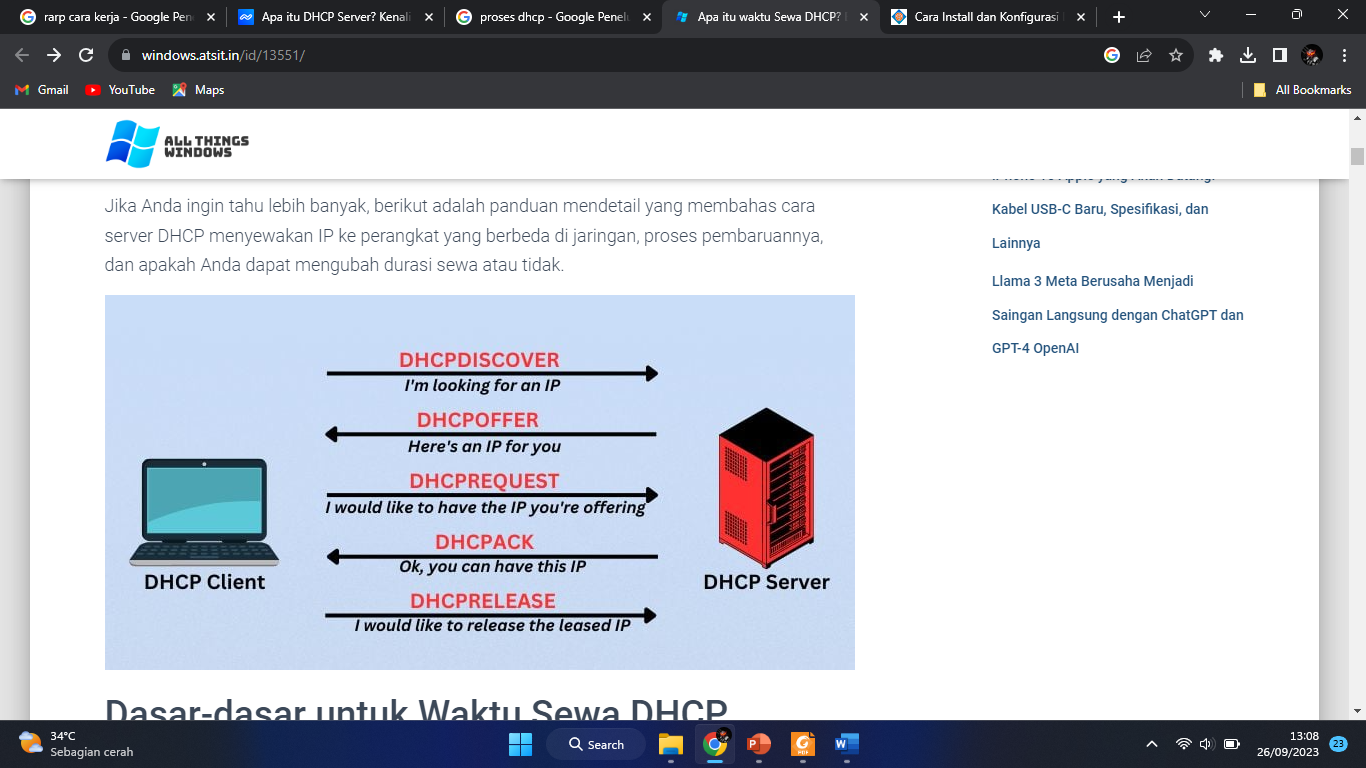 rarp cara kerja - Google Pen
Apa itu DHCP Server? Kenali
proses dhcp - Google Penelu
Apa itu waktu Sewa DHCP?
Cara Install dan Konfigurasi
windows.atsit.in/id/13551/
Gmail
YouTube
Maps
All Bookmarks
ALL THINGS
WINDOWS
Jika Anda ingin tahu lebih banyak, berikut adalah panduan mendetail yang membahas cara
server DHCP menyewakan IP ke perangkat yang berbeda di jaringan, proses pembaruannya,
dan apakah Anda dapat mengubah durasi sewa atau tidak.
Kabel USB-C Baru, Spesifikasi, dan
Lainnya
Llama 3 Meta Berusaha Menjadi
Saingan Langsung dengan ChatGPT dan
GPT-4 OpenAI
DHCPDISCOVER
I'm looking for an IP
DHCPOFFER
Here's an IP for you
DHCPREQUEST
I would like to have the IP you're offering
DHCPACK
Ok, you can have this IP
DHCPRELEASE
I would like to release the leased IP
DHCP Client
DHCP Server
Dasar-dasar untuk Waktu Sewa DHCP
34°C
Sebagian cerah
Search
13:08
26/09/2023
23